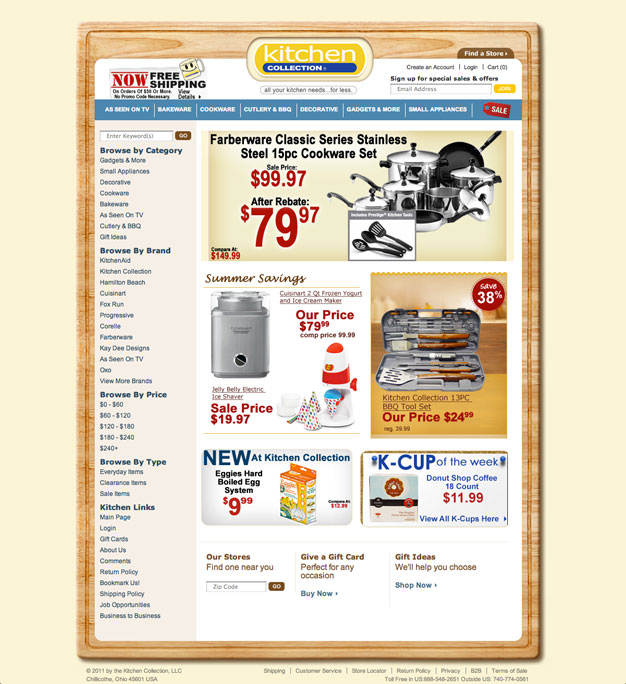 Find a Store
kitchen
COLLECTION
all your kitchen needs...for less.
Create an Account | Login | Cart (0)
Sign up for special sales & offers
Email Address
JOIN
NOW FREE SHIPPING
On Orders Of $50 Or More.
No Promo Code Necessary.
View Details
AS SEEN ON TV BAKEWARE COOKWARE CUTLERY & BBQ DECORATIVE GADGETS & MORE SMALL APPLIANCES SALE
Enter Keyword(s) GO
Browse by Category
Gadgets & More
Small Appliances
Decorative
Cookware
Bakeware
As Seen On TV
Cutlery & BBQ
Gift Ideas
Browse By Brand
KitchenAid
Kitchen Collection
Hamilton Beach
Cuisinart
Fox Run
Progressive
Corelle
Farberware
Kay Dee Designs
As Seen On TV
Oxo
View More Brands
Browse By Price
$0 - $60
$60 - $120
$120 - $180
$180 - $240
$240+
Browse By Type
Everyday Items
Clearance Items
Sale Items
Kitchen Links
Main Page
Login
Gift Cards
About Us
Comments
Return Policy
Bookmark Us!
Shipping Policy
Job Opportunities
Business to Business
Farberware Classic Series Stainless
Steel 15pc Cookware Set
Sale Price:
$99.97
After Rebate:
$79.97
Compare At:
$149.99
Includes Prestige® Kitchen Tools
Summer Savings
Cuisinart 2 Qt Frozen Yogurt
and Ice Cream Maker
Our Price
$79.99
comp price 99.99
Jelly Belly Electric
Ice Shaver
Sale Price
$19.97
save
38%
Kitchen Collection 13PC
BBQ Tool Set
Our Price $24.99
reg. 39.99
NEW At Kitchen Collection
Eggies Hard
Boiled Egg
System
$9.99
Compare At:
$12.99
K-CUP of the week
Donut Shop Coffee
18 Count
$11.99
View All K-Cups Here
Our Stores
Find one near you
Zip Code GO
Give a Gift Card
Perfect for any
occasion
Buy Now
Gift Ideas
We'll help you choose
Shop Now
© 2011 by the Kitchen Collection, LLC
Chillicothe, Ohio 45601 USA
Shipping | Customer Service | Store Locator | Return Policy | Privacy | B2B | Terms of Sale
Toll Free in US:888-548-2651 Outside US: 740-774-0561